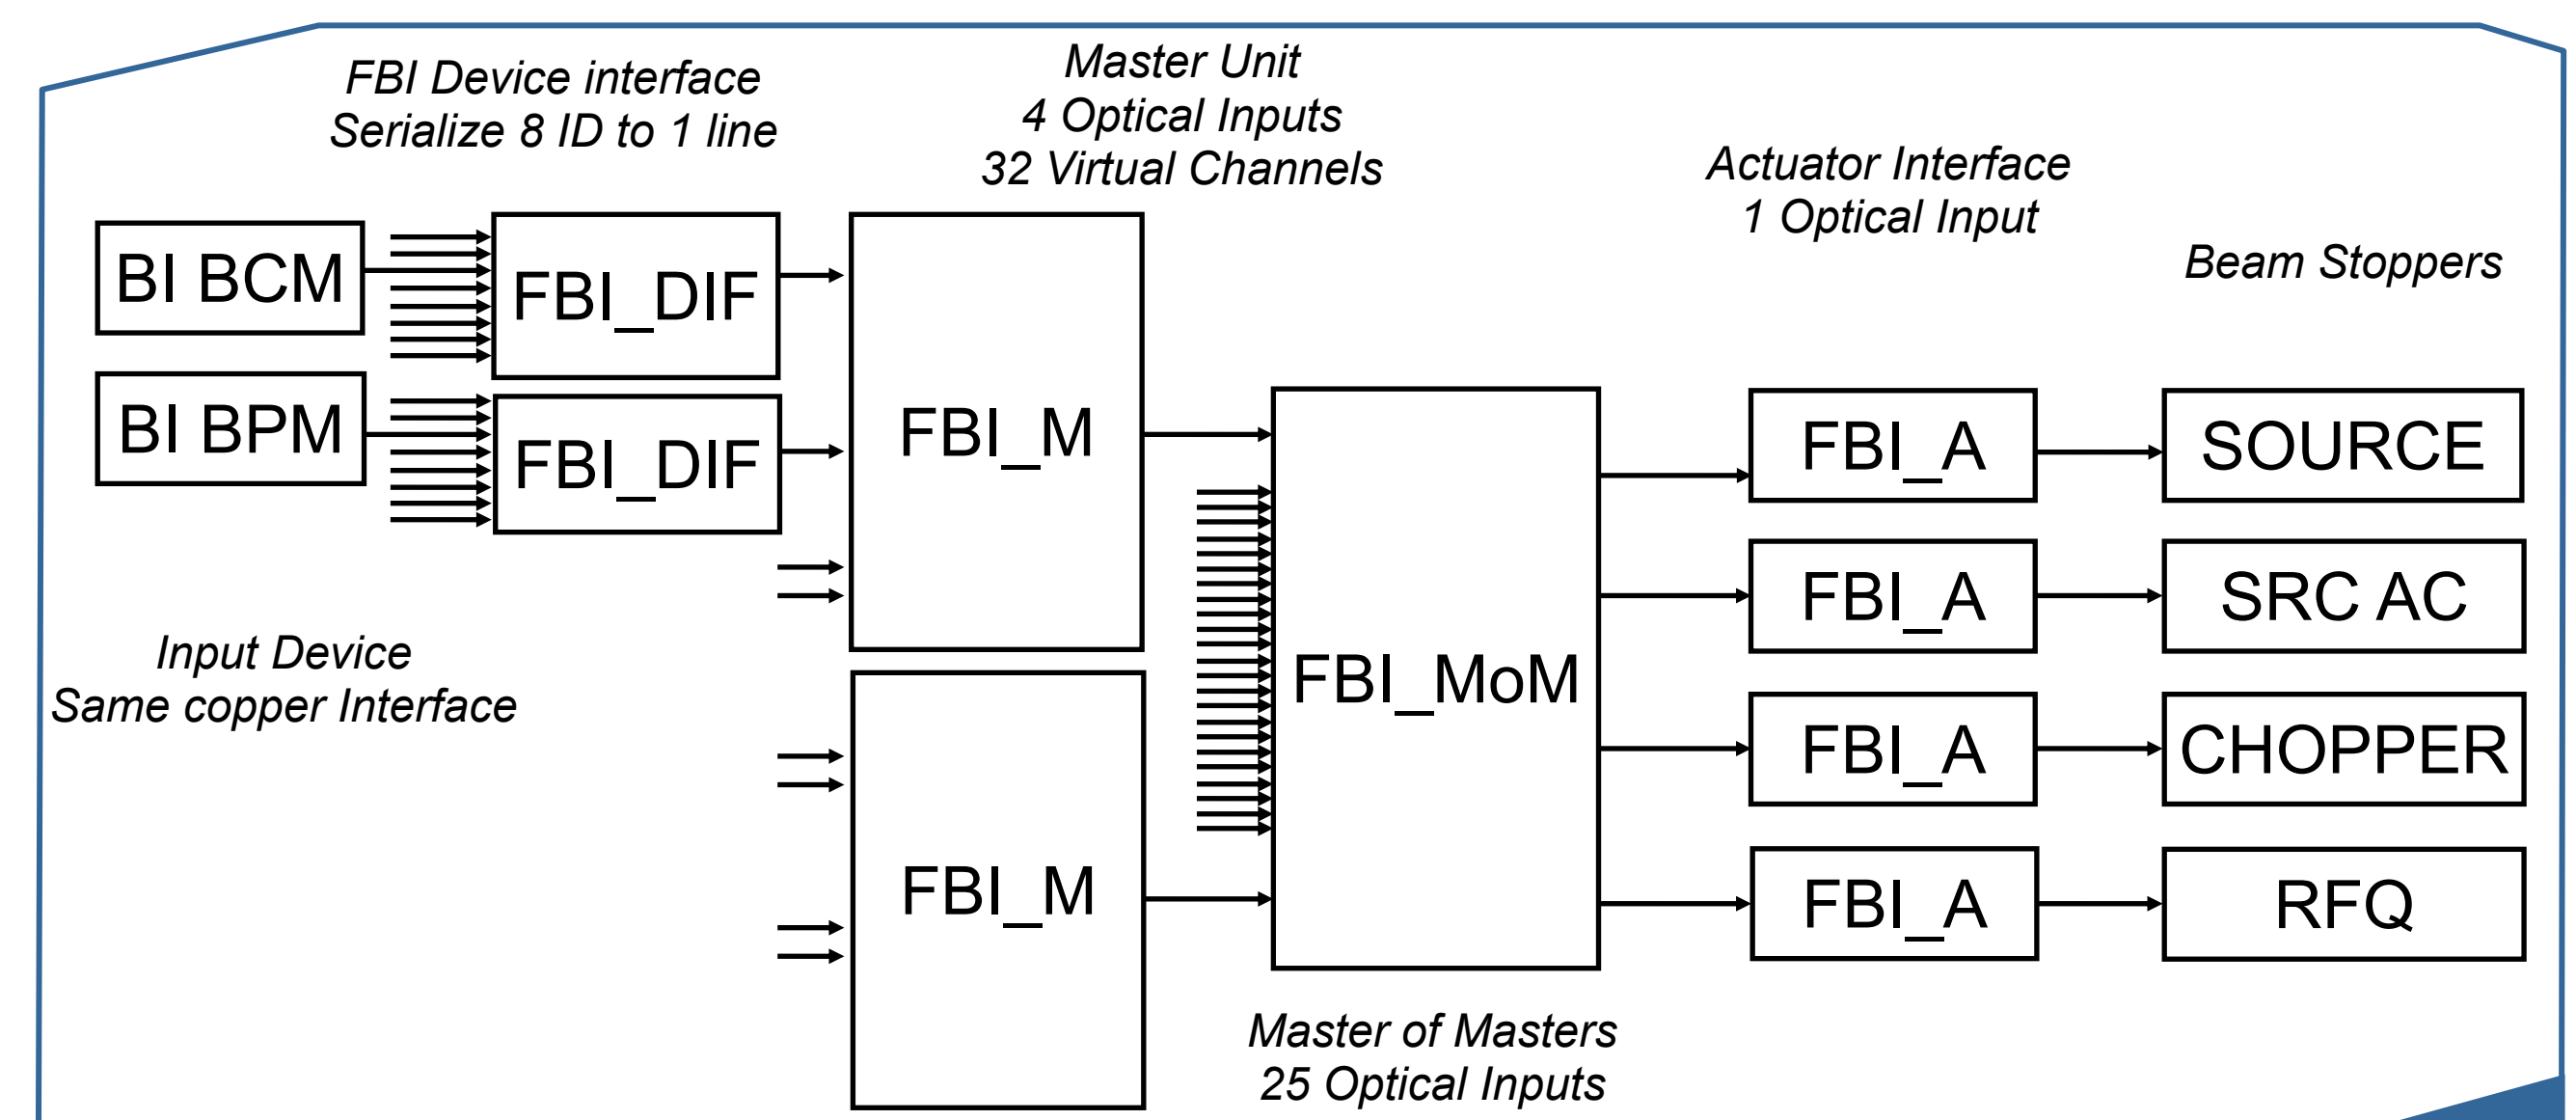 FBI Device interface
Serialize 8 ID to 1 line
Master Unit
4 Optical Inputs
32 Virtual Channels
Actuator Interface
1 Optical Input
Beam Stoppers
BI BCM
FBI_DIF
BI BPM
FBI_DIF
FBI_M
FBI_A
SOURCE
FBI_A
SRC AC
Input Device
Same copper Interface
FBI_MoM
FBI_A
CHOPPER
FBI_M
FBI_A
RFQ
Master of Masters
25 Optical Inputs